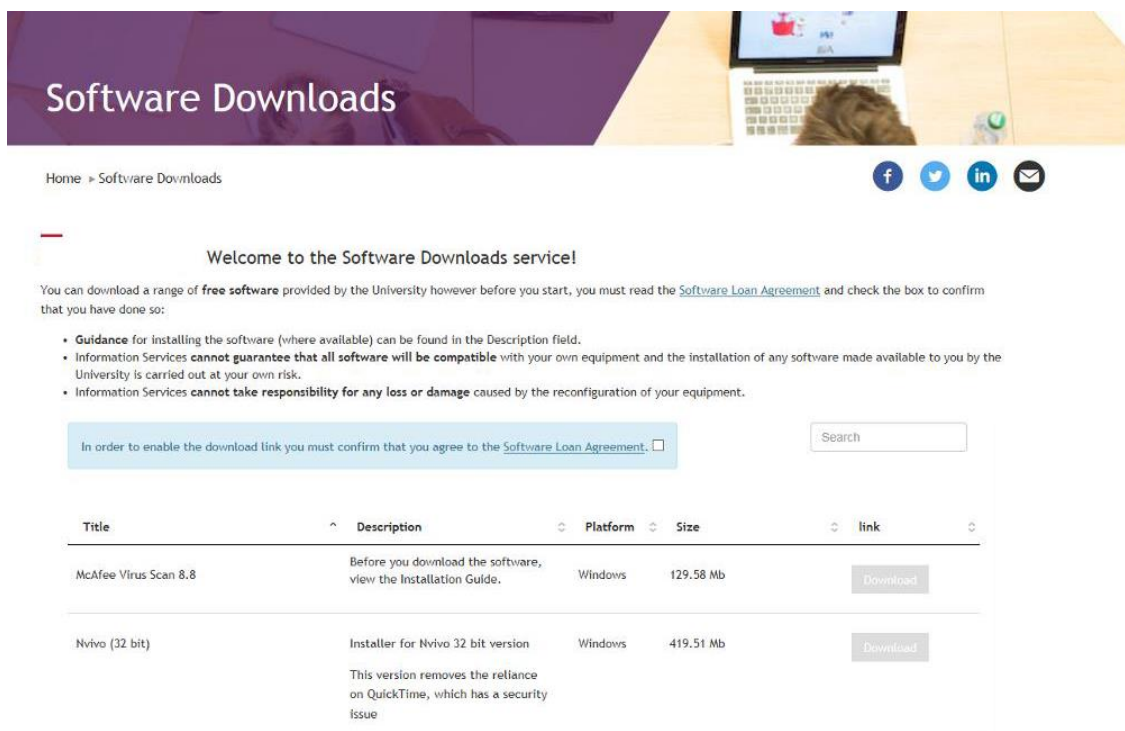 Software Downloads
Home ▸ Software Downloads
Welcome to the Software Downloads service!
You can download a range of free software provided by the University however before you start, you must read the Software Loan Agreement and check the box to confirm
that you have done so:
• Guidance for installing the software (where available) can be found in the Description field.
• Information Services cannot guarantee that all software will be compatible with your own equipment and the installation of any software made available to you by the
University is carried out at your own risk.
• Information Services cannot take responsibility for any loss or damage caused by the reconfiguration of your equipment.
In order to enable the download link you must confirm that you agree to the Software Loan Agreement.
Search
Title Description Platform Size link
McAfee Virus Scan 8.8 Before you download the software, Windows 129.58 Mb Download
view the Installation Guide.
Nvivo (32 bit) Installer for Nvivo 32 bit version Windows 419.51 Mb Download
This version removes the reliance
on QuickTime, which has a security
issue